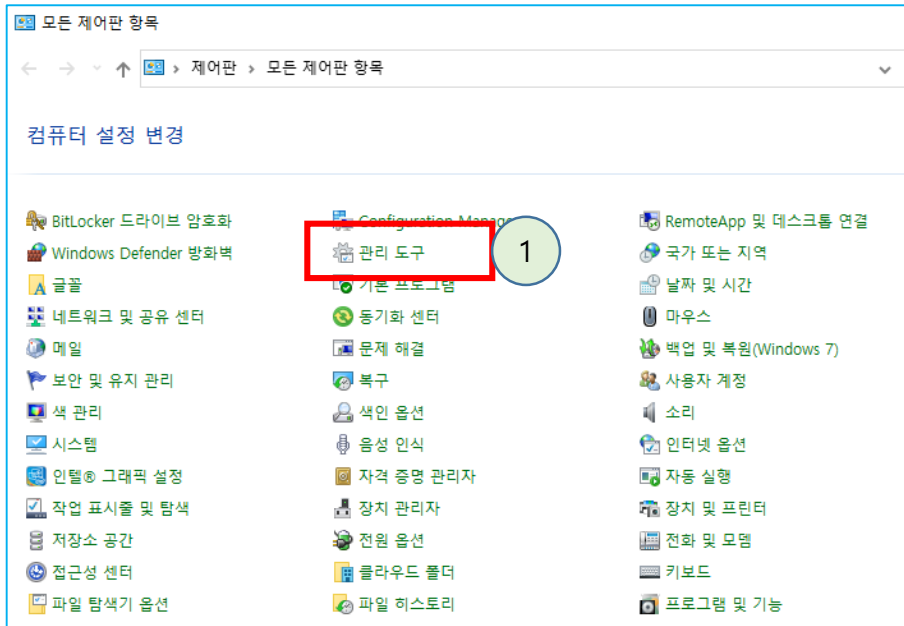 모든 제어판 항목
제어판 › 모든 제어판 항목
컴퓨터 설정 변경
BitLocker 드라이브 암호화
Windows Defender 방화벽
글꼴
네트워크 및 공유 센터
메일
보안 및 유지 관리
색 관리
시스템
인텔® 그래픽 설정
작업 표시줄 및 탐색
저장소 공간
접근성 센터
파일 탐색기 옵션
Configuration Manage
관리 도구
1
기본 프로그램
동기화 센터
문제 해결
복구
색인 옵션
음성 인식
자격 증명 관리자
장치 관리자
전원 옵션
클라우드 폴더
파일 히스토리
RemoteApp 및 데스크톱 연결
국가 또는 지역
날짜 및 시간
마우스
백업 및 복원(Windows 7)
사용자 계정
소리
인터넷 옵션
자동 실행
장치 및 프린터
전화 및 모뎀
키보드
프로그램 및 기능